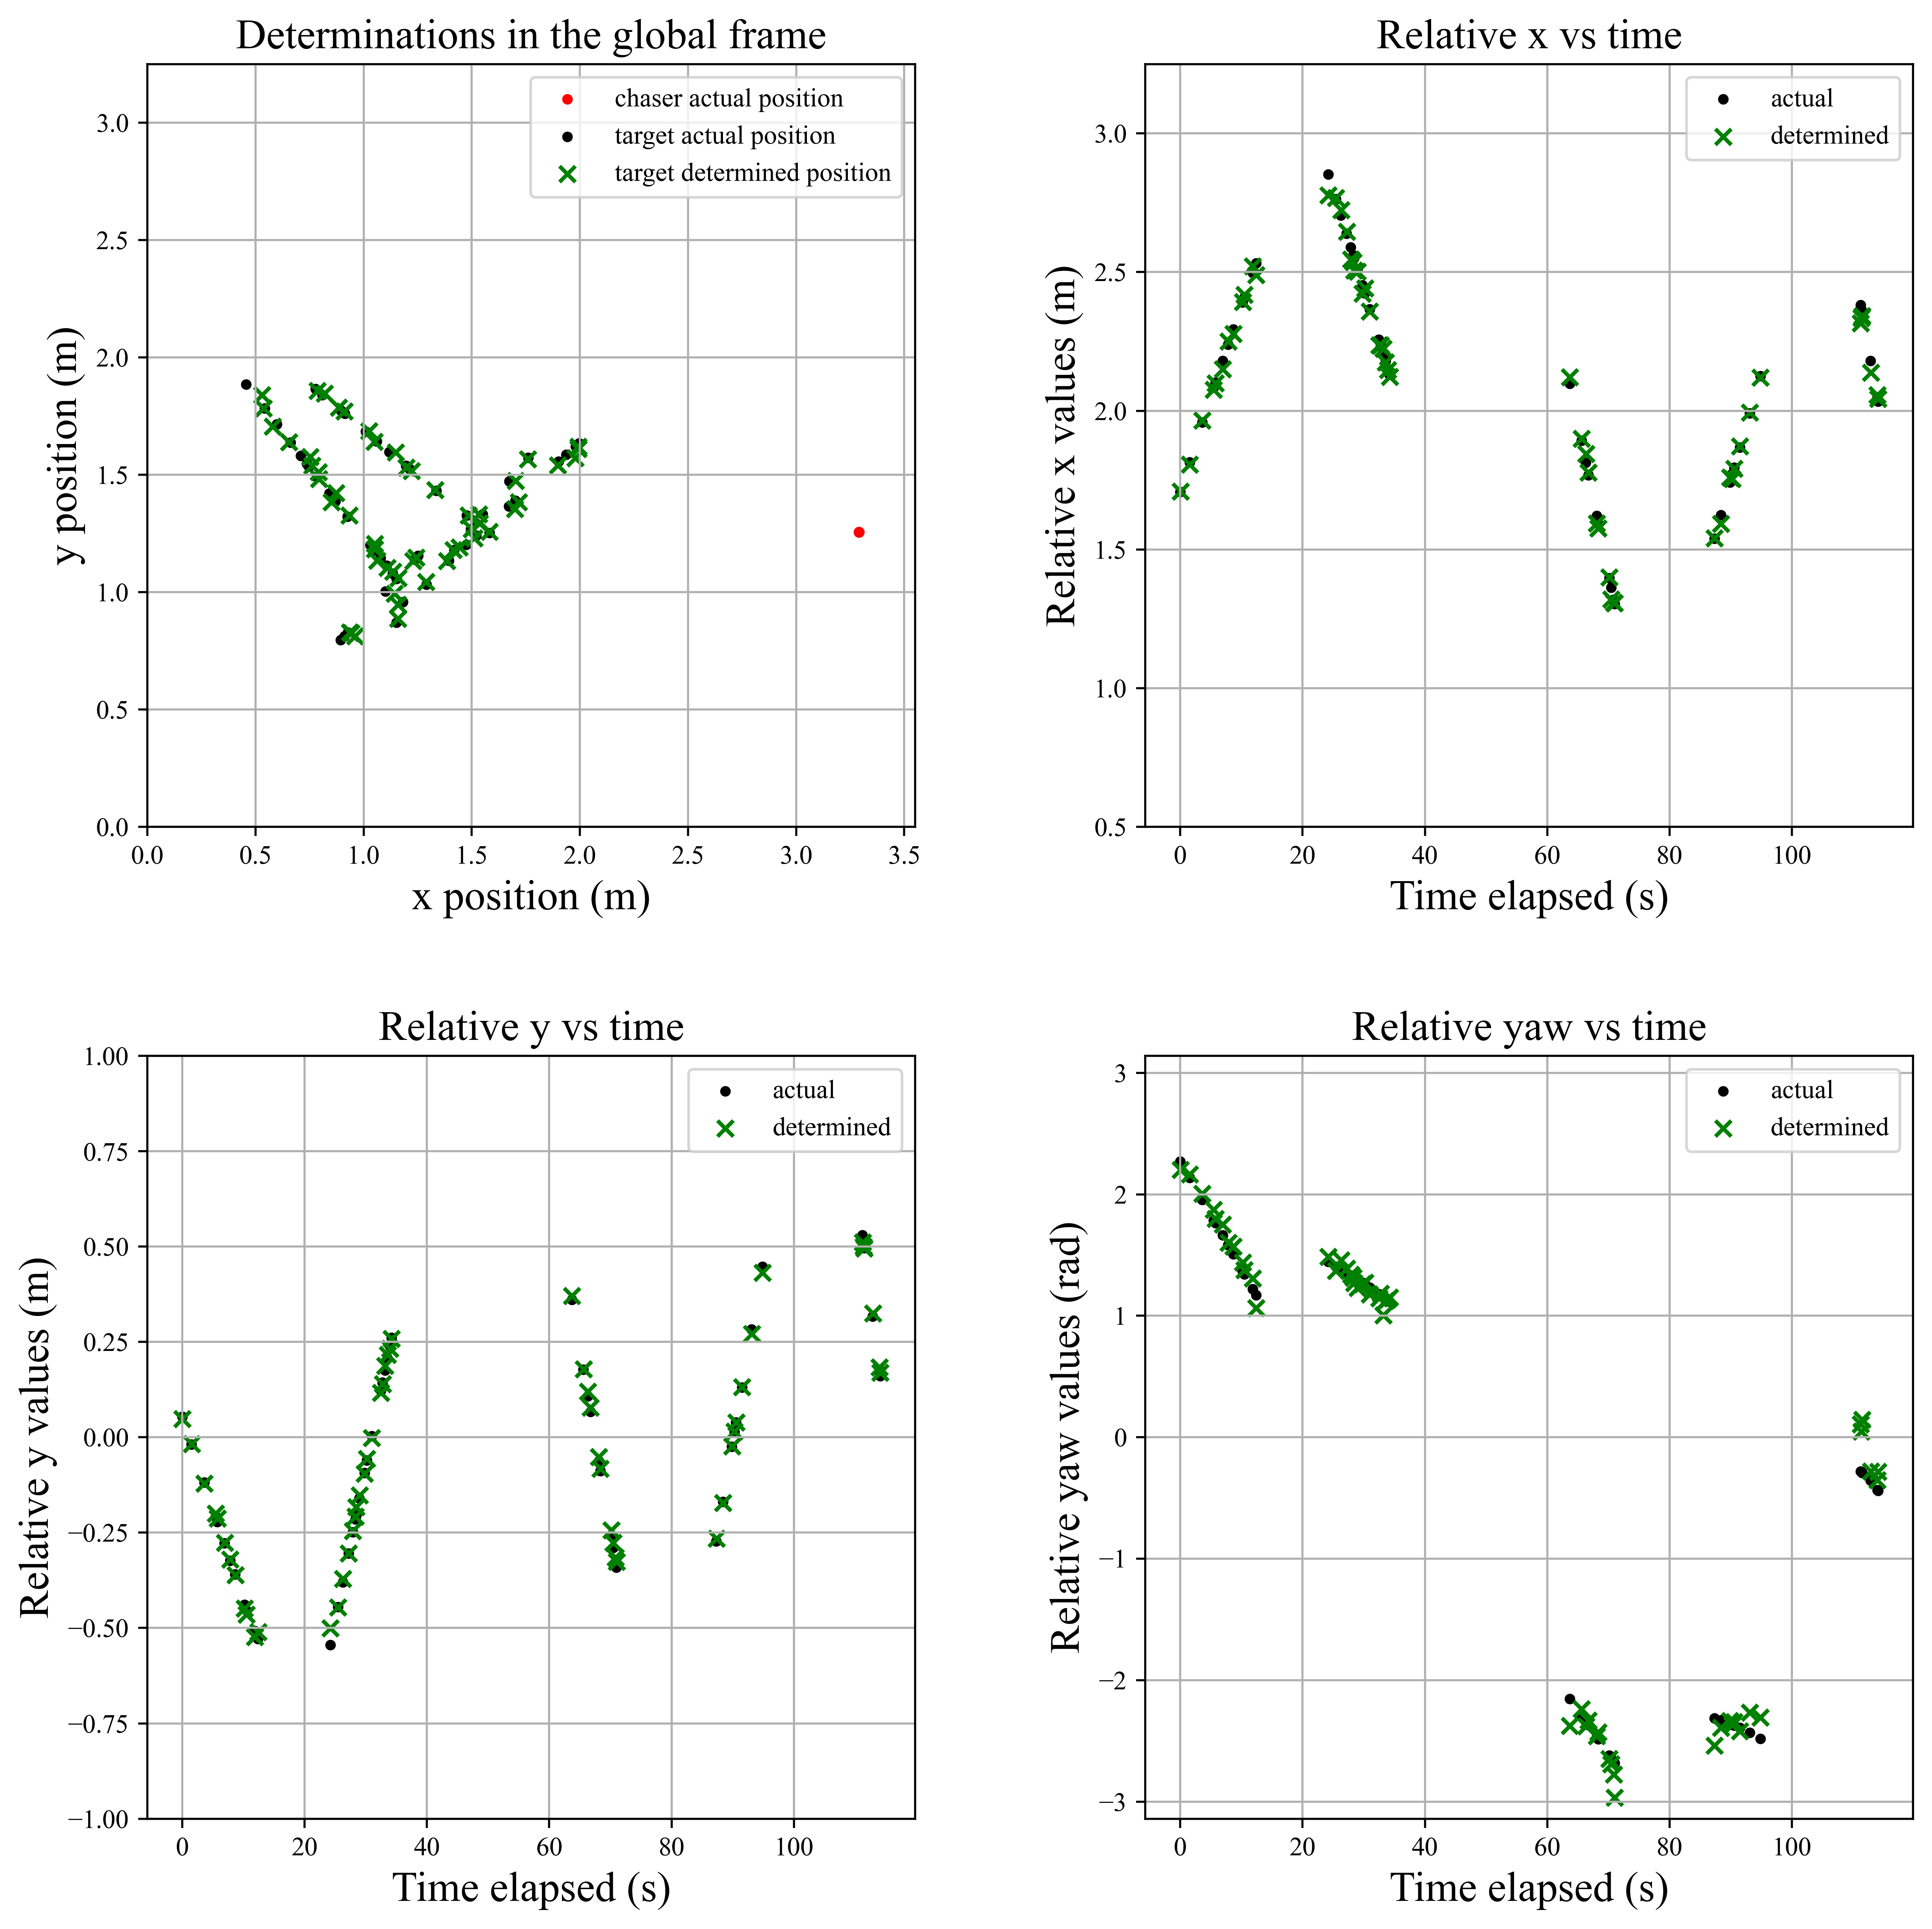 Determinations in the global frame
chaser actual position
target actual position
target determined position
3.0
2.5
2.0
1.5
1.0
0.5
0.0
y position (m)
0.0 0.5 1.0 1.5 2.0 2.5 3.0 3.5
x position (m)
Relative x vs time
actual
determined
3.0
2.5
2.0
1.5
1.0
0.5
Relative x values (m)
0 20 40 60 80 100
Time elapsed (s)
Relative y vs time
actual
determined
1.00
0.75
0.50
0.25
0.00
−0.25
−0.50
−0.75
−1.00
Relative y values (m)
0 20 40 60 80 100
Time elapsed (s)
Relative yaw vs time
actual
determined
3
2
1
0
−1
−2
−3
Relative yaw values (rad)
0 20 40 60 80 100
Time elapsed (s)